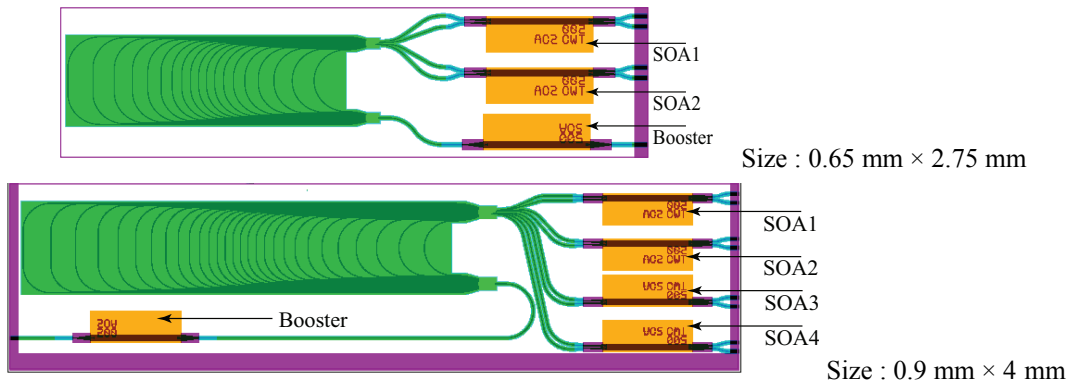 SOA1
SOA2
Booster
Size : 0.65 mm × 2.75 mm
SOA1
SOA2
SOA3
SOA4
Booster
Size : 0.9 mm × 4 mm